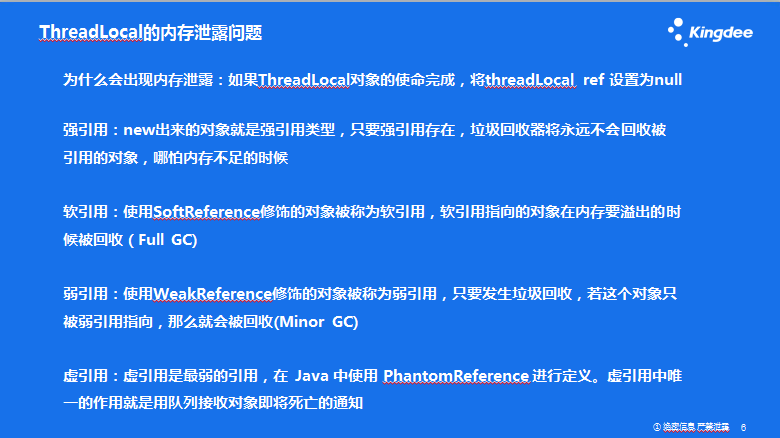 ThreadLocal的内存泄露问题
Kingdee
为什么会出现内存泄露：如果ThreadLocal对象的使命完成，将threadLocal ref 设置为null
强引用：new出来的对象就是强引用类型，只要强引用存在，垃圾回收器将永远不会回收被
引用的对象，哪怕内存不足的时候
软引用：使用SoftReference修饰的对象被称为软引用，软引用指向的对象在内存要溢出的时
候被回收（Full GC)
弱引用：使用WeakReference修饰的对象被称为弱引用，只要发生垃圾回收，若这个对象只
被弱引用指向，那么就会被回收(Minor GC)
虚引用：虚引用是最弱的引用，在 Java 中使用 PhantomReference 进行定义。虚引用中唯
一的作用就是用队列接收对象即将死亡的通知
绝密信息 严禁泄露 6